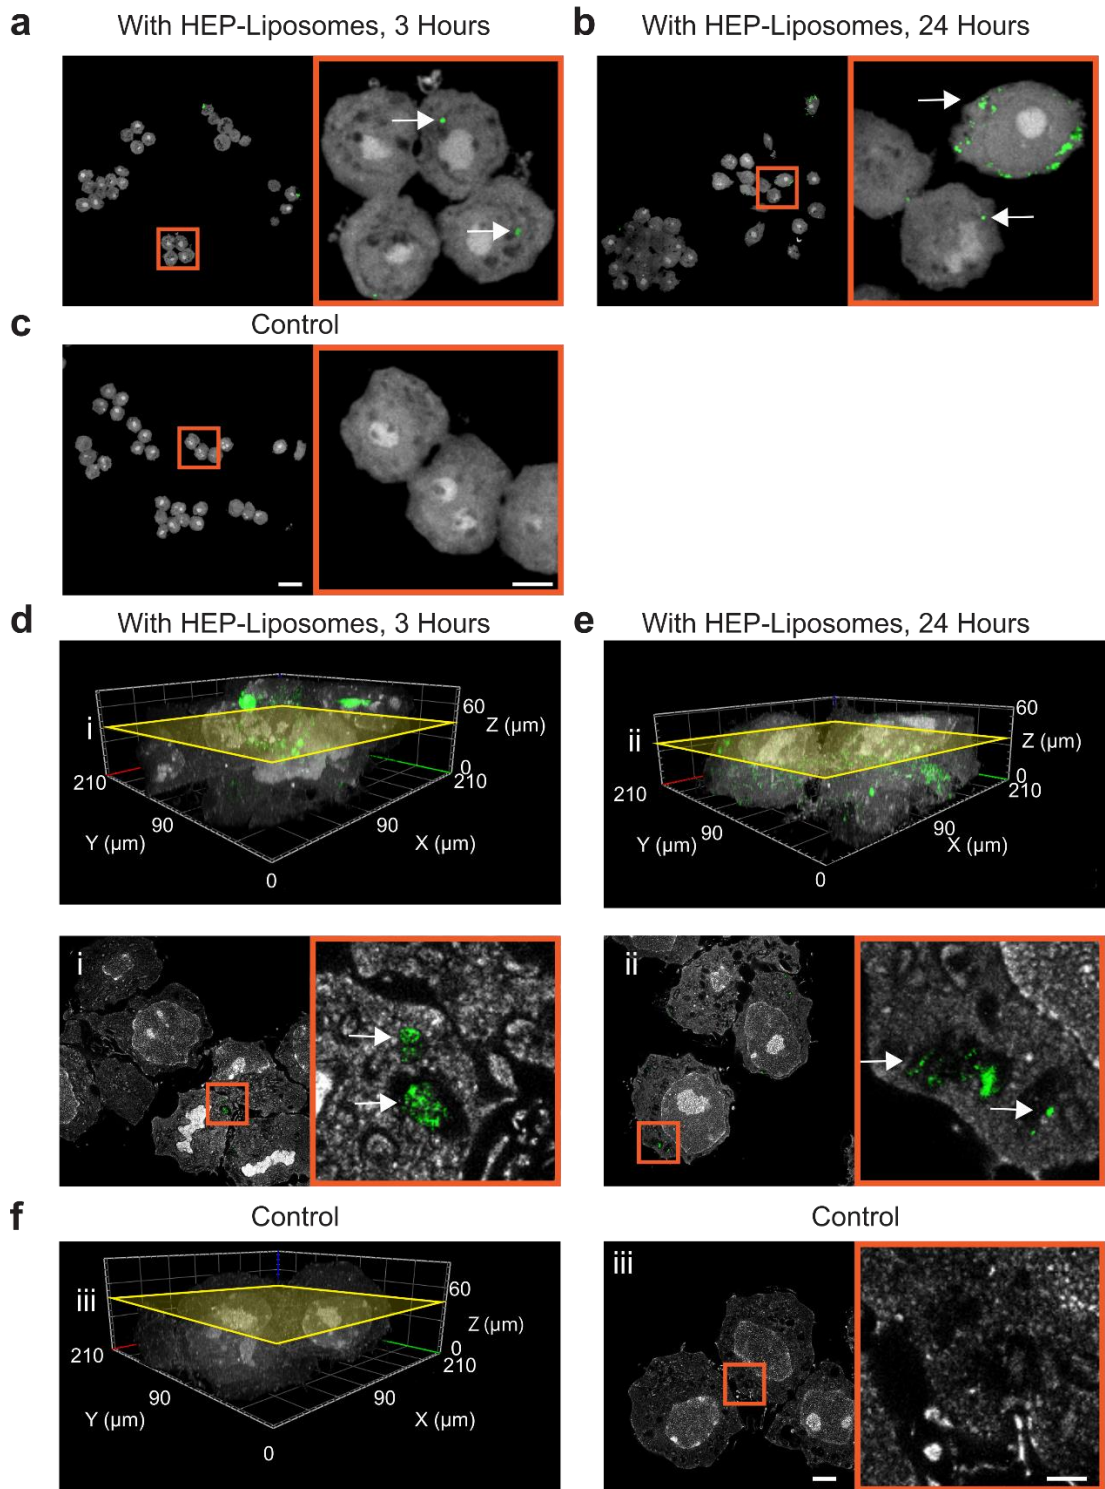 a With HEP-Liposomes, 3 Hours
b With HEP-Liposomes, 24 Hours
c Control
d With HEP-Liposomes, 3 Hours
e With HEP-Liposomes, 24 Hours
i
60
Z (µm)
0
210
210
90
90
Y (µm)
X (µm)
0
ii
60
Z (µm)
0
210
210
90
90
Y (µm)
X (µm)
0
i
ii
f Control
Control
iii
60
Z (µm)
0
210
210
90
90
Y (µm)
X (µm)
0
iii